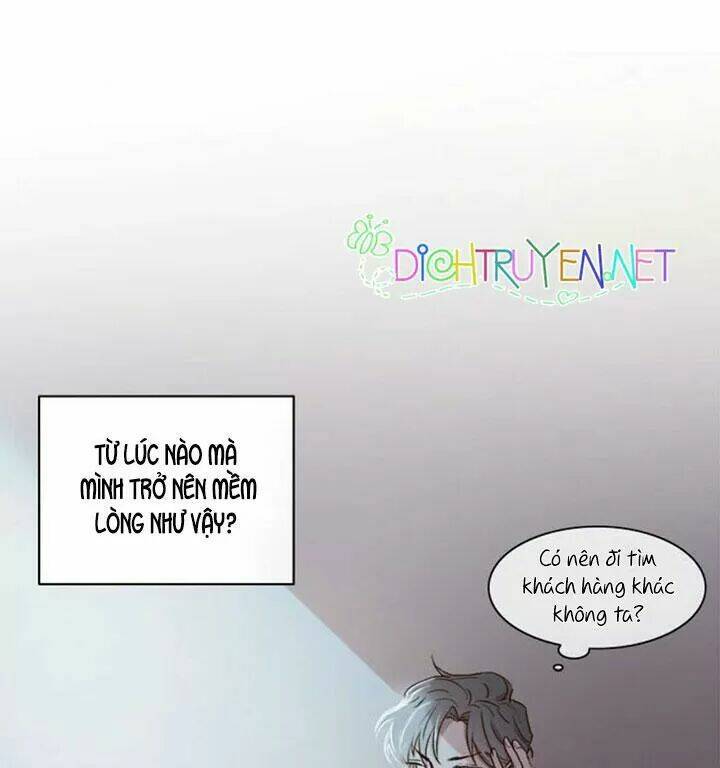 DICHTRUYEN.NET
TỪ LÚC NÀO MÀ
MÌNH TRỞ NÊN MỀM
LÒNG NHƯ VẬY?
Có nên đi tìm
khách hàng khác
không ta?